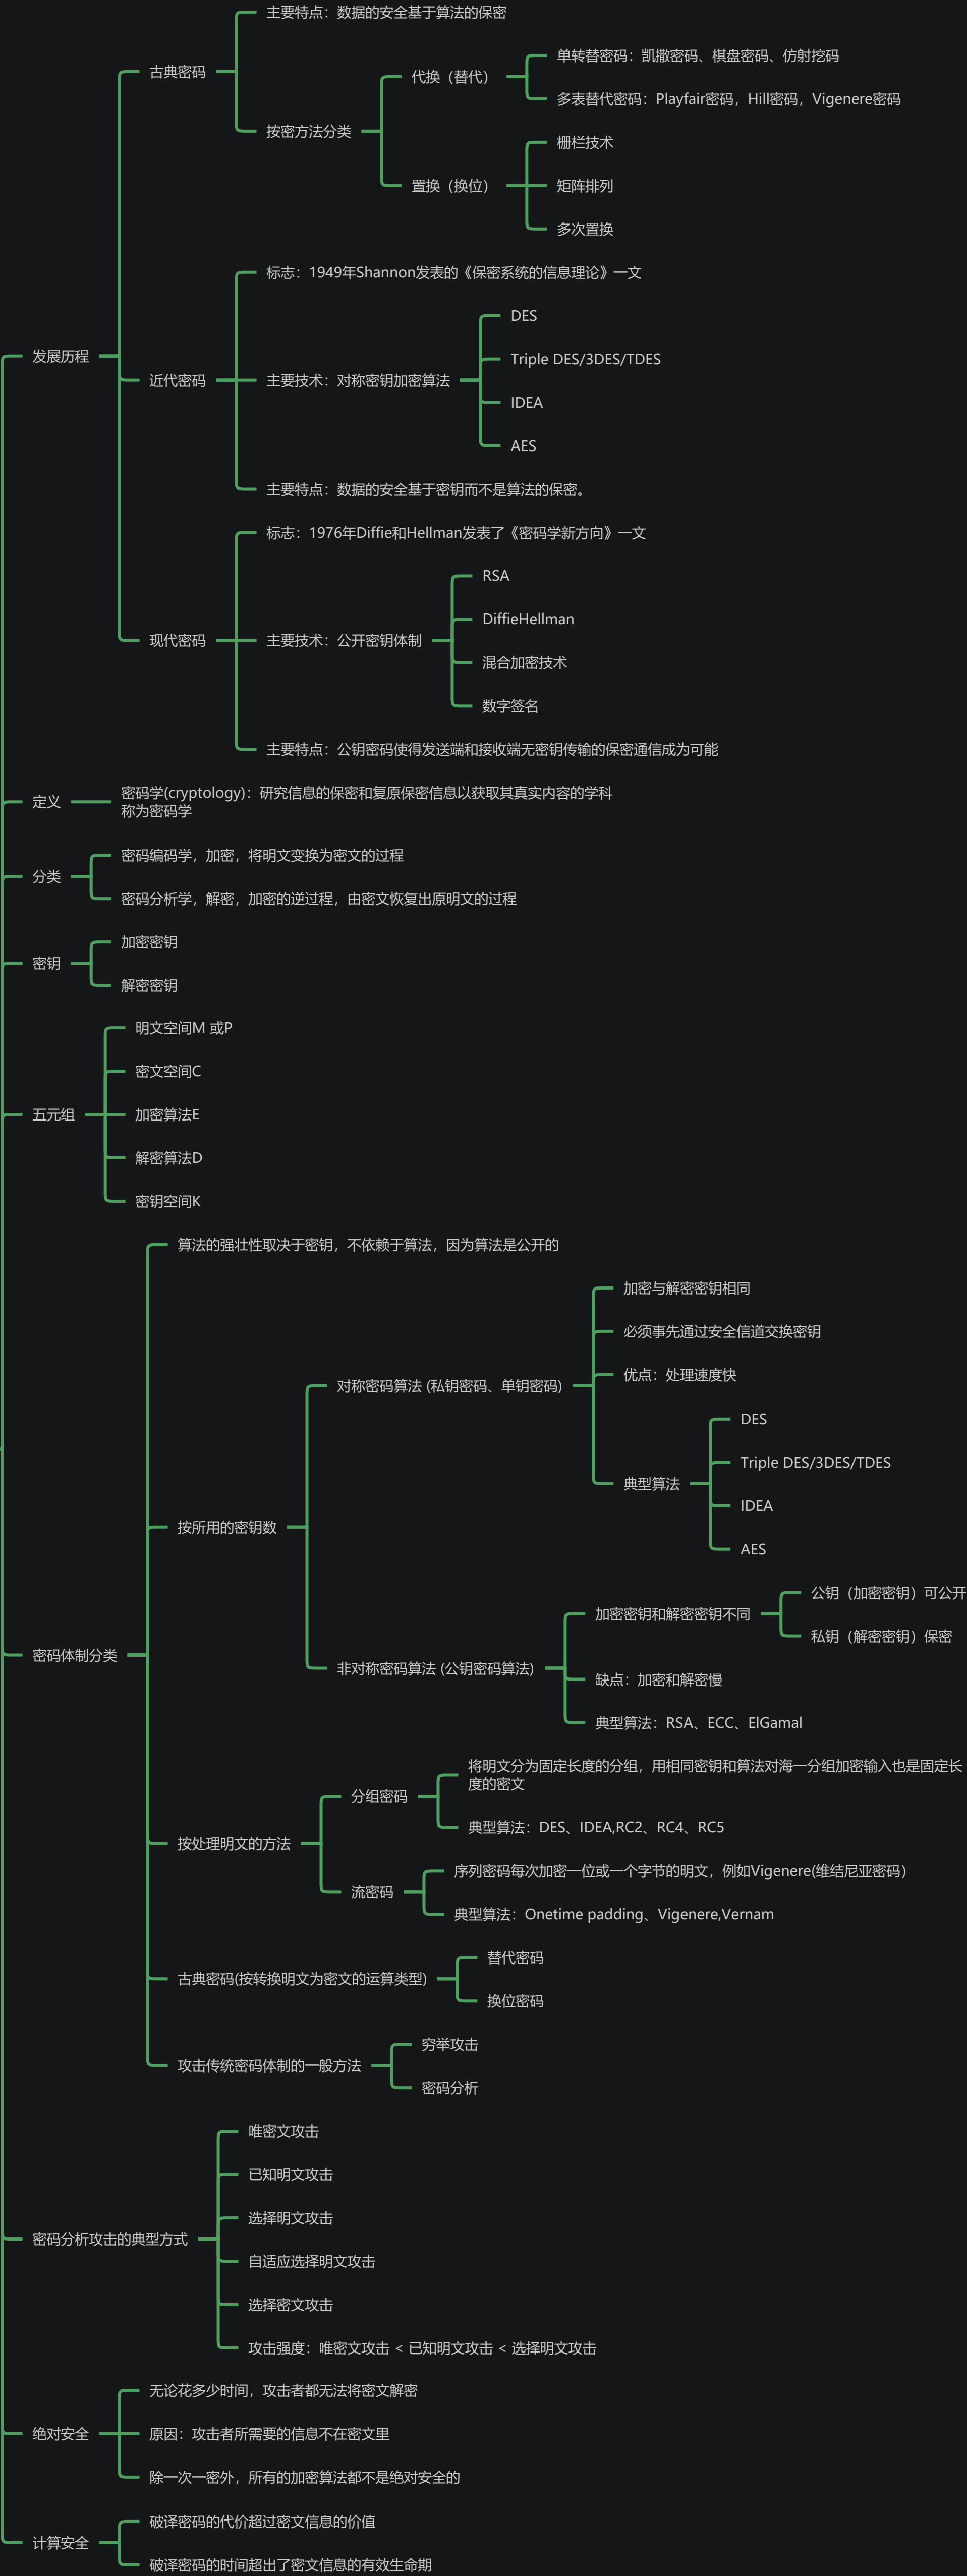 主要特点：数据的安全基于算法的保密
古典密码
单转替密码：凯撒密码、棋盘密码、仿射挖码
代换（替代）
多表替代密码：Playfair密码，Hill密码，Vigenere密码
按密方法分类
栅栏技术
置换（换位）
矩阵排列
多次置换
标志：1949年Shannon发表的《保密系统的信息理论》一文
发展历程
DES
Triple DES/3DES/TDES
近代密码
主要技术：对称密钥加密算法
IDEA
AES
主要特点：数据的安全基于密钥而不是算法的保密。
标志：1976年Diffie和Hellman发表了《密码学新方向》一文
RSA
DiffieHellman
现代密码
主要技术：公开密钥体制
混合加密技术
数字签名
主要特点：公钥密码使得发送端和接收端无密钥传输的保密通信成为可能
定义
密码学(cryptology)：研究信息的保密和复原保密信息以获取其真实内容的学科
称为密码学
分类
密码编码学，加密，将明文变换为密文的过程
密码分析学，解密，加密的逆过程，由密文恢复出原明文的过程
密钥
加密密钥
解密密钥
五元组
明文空间M 或P
密文空间C
加密算法E
解密算法D
密钥空间K
密码体制分类
算法的强壮性取决于密钥，不依赖于算法，因为算法是公开的
按所用的密钥数
对称密码算法 (私钥密码、单钥密码)
加密与解密密钥相同
必须事先通过安全信道交换密钥
优点：处理速度快
典型算法
DES
Triple DES/3DES/TDES
IDEA
AES
非对称密码算法 (公钥密码算法)
加密密钥和解密密钥不同
公钥（加密密钥）可公开
私钥（解密密钥）保密
缺点：加密和解密慢
典型算法：RSA、ECC、ElGamal
按处理明文的方法
分组密码
将明文分为固定长度的分组，用相同密钥和算法对海一分组加密输入也是固定长
度的密文
典型算法：DES、IDEA,RC2、RC4、RC5
流密码
序列密码每次加密一位或一个字节的明文，例如Vigenere(维结尼亚密码）
典型算法：Onetime padding、Vigenere,Vernam
古典密码(按转换明文为密文的运算类型)
替代密码
换位密码
攻击传统密码体制的一般方法
穷举攻击
密码分析
密码分析攻击的典型方式
唯密文攻击
已知明文攻击
选择明文攻击
自适应选择明文攻击
选择密文攻击
攻击强度：唯密文攻击 < 已知明文攻击 < 选择明文攻击
绝对安全
无论花多少时间，攻击者都无法将密文解密
原因：攻击者所需要的信息不在密文里
除一次一密外，所有的加密算法都不是绝对安全的
计算安全
破译密码的代价超过密文信息的价值
破译密码的时间超出了密文信息的有效生命期